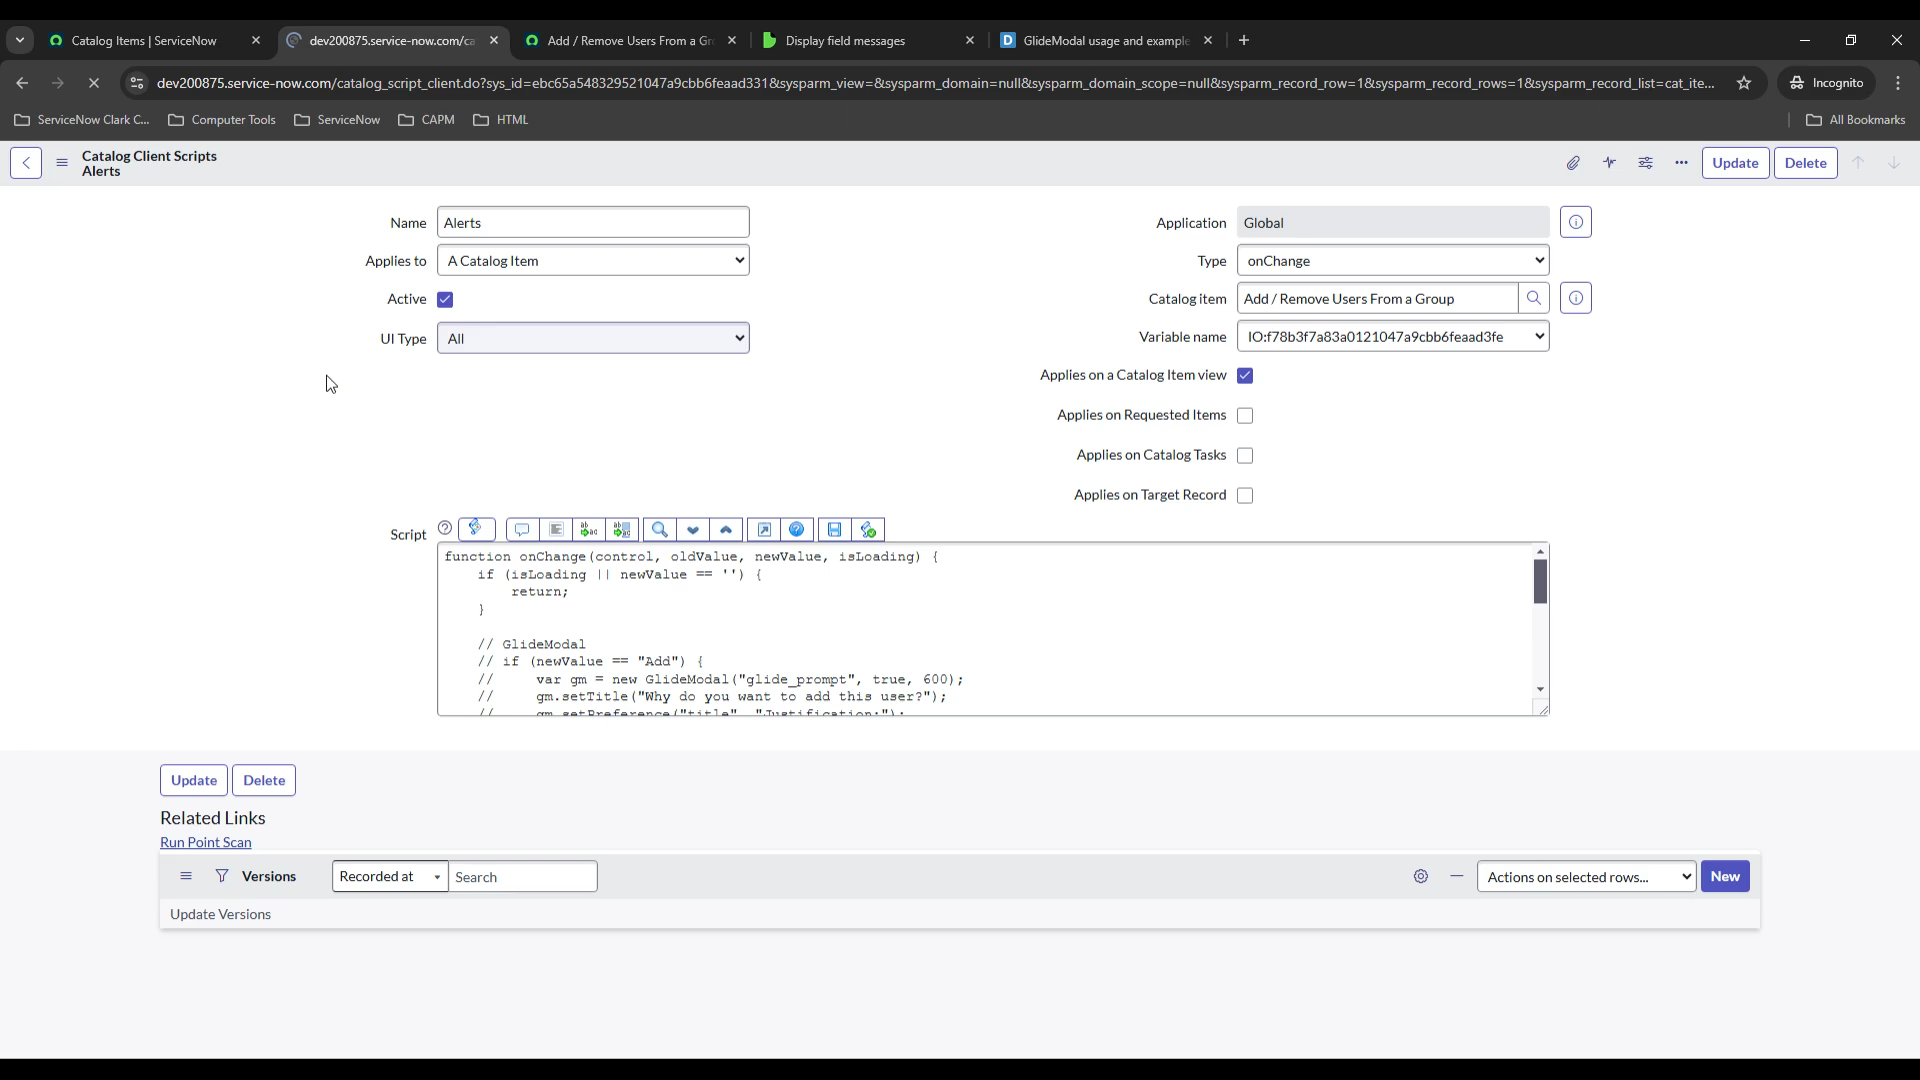 Catalog Items | ServiceNow
dev200875.service-now.com/ca
Add / Remove Users From a Gr
Display field messages
GlideModal usage and example
dev200875.service-now.com/catalog_script_client.do?sys_id=ebc65a548329521047a9cbb6feaad331&sysparm_view=&sysparm_domain=null&sysparm_domain_scope=null&sysparm_record_row=1&sysparm_record_rows=1&sysparm_record_list=cat_ite...
Incognito
ServiceNow Clark C...
Computer Tools
ServiceNow
CAPM
HTML
All Bookmarks
Catalog Client Scripts
Alerts
Update
Delete
Name
Alerts
Application
Global
Applies to
A Catalog Item
Type
onChange
Active
Catalog item
Add / Remove Users From a Group
UI Type
All
Variable name
IO:f78b3f7a83a0121047a9cbb6feaad3fe
Applies on a Catalog Item view
Applies on Requested Items
Applies on Catalog Tasks
Applies on Target Record
Script
function onChange(control, oldValue, newValue, isLoading) {
if (isLoading || newValue == '') {
return;
}
// GlideModal
// if (newValue == "Add") {
// var gm = new GlideModal("glide_prompt", true, 600);
// gm.setTitle("Why do you want to add this user?");
// gm.setPreference("title", "Justification:");
Update
Delete
Related Links
Run Point Scan
Versions
Recorded at
Search
Actions on selected rows...
New
Update Versions